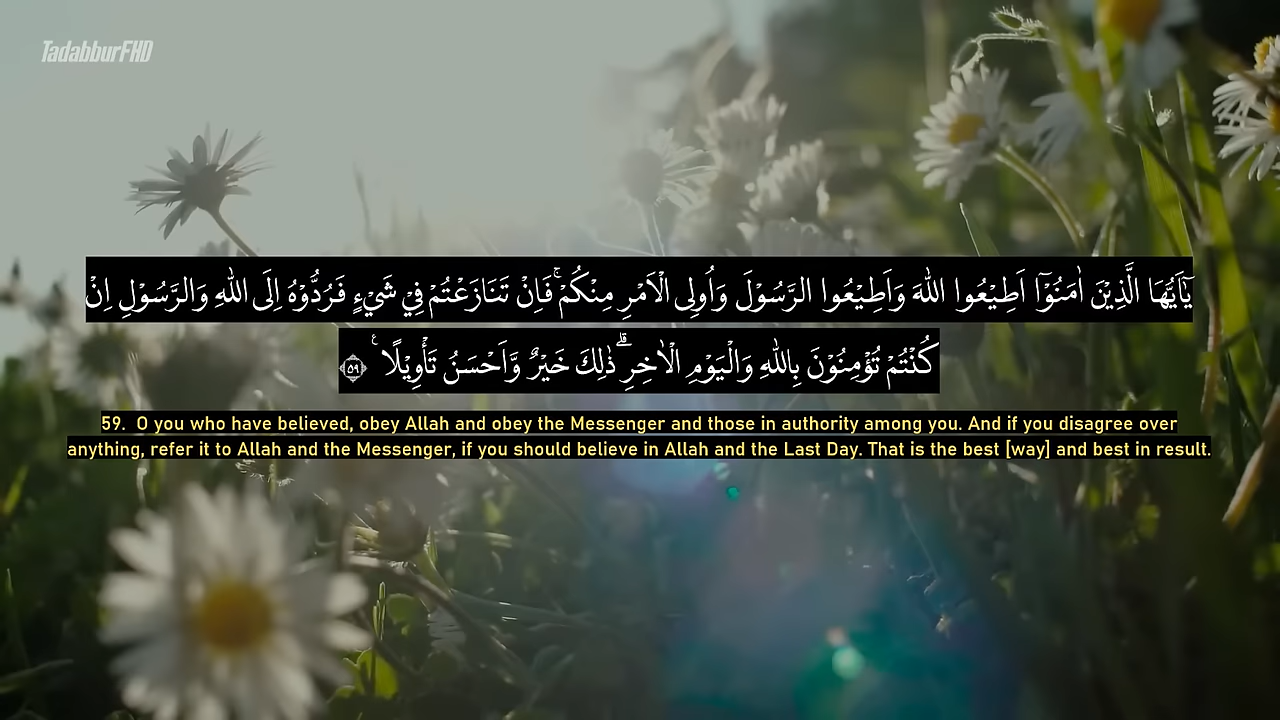 TadabburFHD
يٰٓاَيُّهَا الَّذِيْنَ اٰمَنُوْٓا اَطِيْعُوا اللّٰهَ وَاَطِيْعُوا الرَّسُوْلَ وَاُولِى الْاَمْرِ مِنْكُمْۚ فَاِنْ تَنَازَعْتُمْ فِيْ شَيْءٍ فَرُدُّوْهُ اِلَى اللّٰهِ وَالرَّسُوْلِ اِنْ
كُنْتُمْ تُؤْمِنُوْنَ بِاللّٰهِ وَالْيَوْمِ الْاٰخِرِۗ ذٰلِكَ خَيْرٌ وَّاَحْسَنُ تَأْوِيْلًا ۚ ۝٥٩
59. O you who have believed, obey Allah and obey the Messenger and those in authority among you. And if you disagree over
anything, refer it to Allah and the Messenger, if you should believe in Allah and the Last Day. That is the best [way] and best in result.